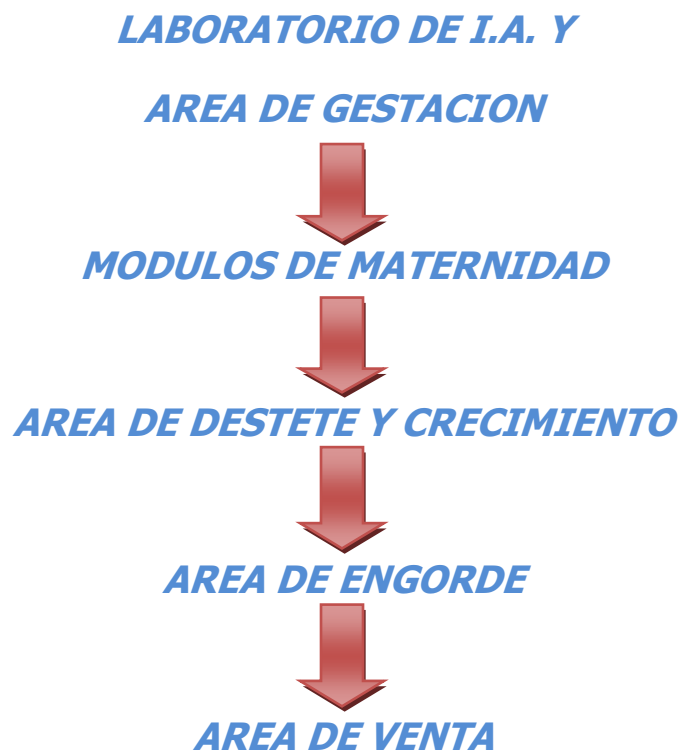 LABORATORIO DE I.A. Y
AREA DE GESTACION
MODULOS DE MATERNIDAD
AREA DE DESTETE Y CRECIMIENTO
AREA DE ENGORDE
AREA DE VENTA